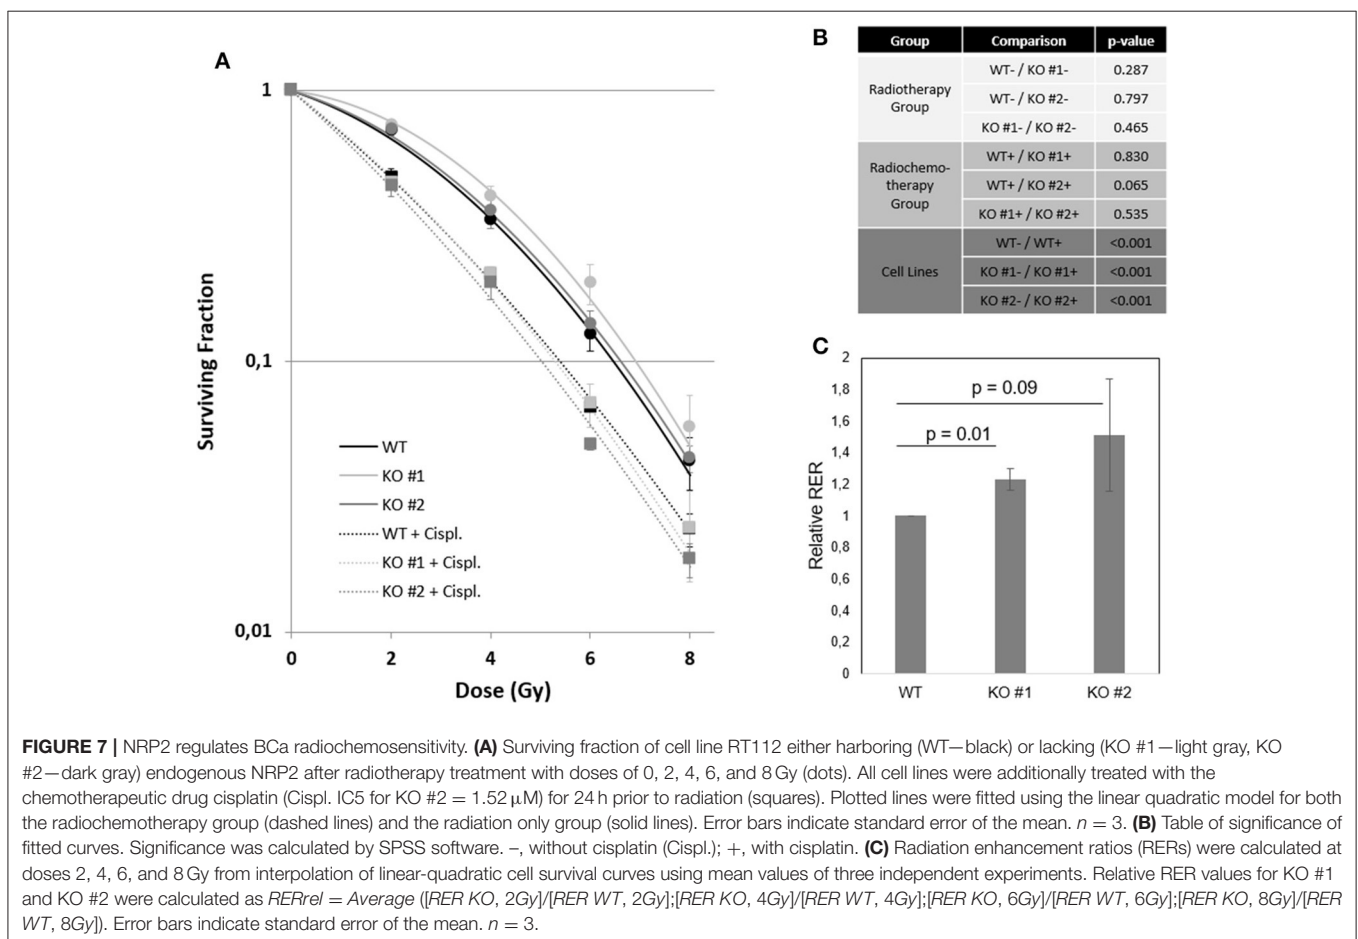 A
1
0,1
0,01
Surviving Fraction
WT
KO #1
KO #2
WT + Cispl.
KO #1 + Cispl.
KO #2 + Cispl.
0 2 4 6 8
Dose (Gy)
B
Group Comparison p-value
Radiotherapy
Group
WT- / KO #1- 0.287
WT- / KO #2- 0.797
KO #1- / KO #2- 0.465
Radiochemo-
therapy
Group
WT+ / KO #1+ 0.830
WT+ / KO #2+ 0.065
KO #1+ / KO #2+ 0.535
Cell Lines
WT- / WT+ <0.001
KO #1- / KO #1+ <0.001
KO #2- / KO #2+ <0.001
C
2
1,8
1,6
1,4
1,2
1
0,8
0,6
0,4
0,2
0
Relative RER
p = 0.09
p = 0.01
WT KO #1 KO #2
FIGURE 7 | NRP2 regulates BCa radiochemosensitivity. (A) Surviving fraction of cell line RT112 either harboring (WT—black) or lacking (KO #1—light gray, KO
#2—dark gray) endogenous NRP2 after radiotherapy treatment with doses of 0, 2, 4, 6, and 8 Gy (dots). All cell lines were additionally treated with the
chemotherapeutic drug cisplatin (Cispl. IC5 for KO #2 = 1.52 μM) for 24 h prior to radiation (squares). Plotted lines were fitted using the linear quadratic model for both
the radiochemotherapy group (dashed lines) and the radiation only group (solid lines). Error bars indicate standard error of the mean. n = 3. (B) Table of significance of
fitted curves. Significance was calculated by SPSS software. –, without cisplatin (Cispl.); +, with cisplatin. (C) Radiation enhancement ratios (RERs) were calculated at
doses 2, 4, 6, and 8 Gy from interpolation of linear-quadratic cell survival curves using mean values of three independent experiments. Relative RER values for KO #1
and KO #2 were calculated as RERrel = Average ([RER KO, 2Gy]/[RER WT, 2Gy];[RER KO, 4Gy]/[RER WT, 4Gy];[RER KO, 6Gy]/[RER WT, 6Gy];[RER KO, 8Gy]/[RER
WT, 8Gy]). Error bars indicate standard error of the mean. n = 3.